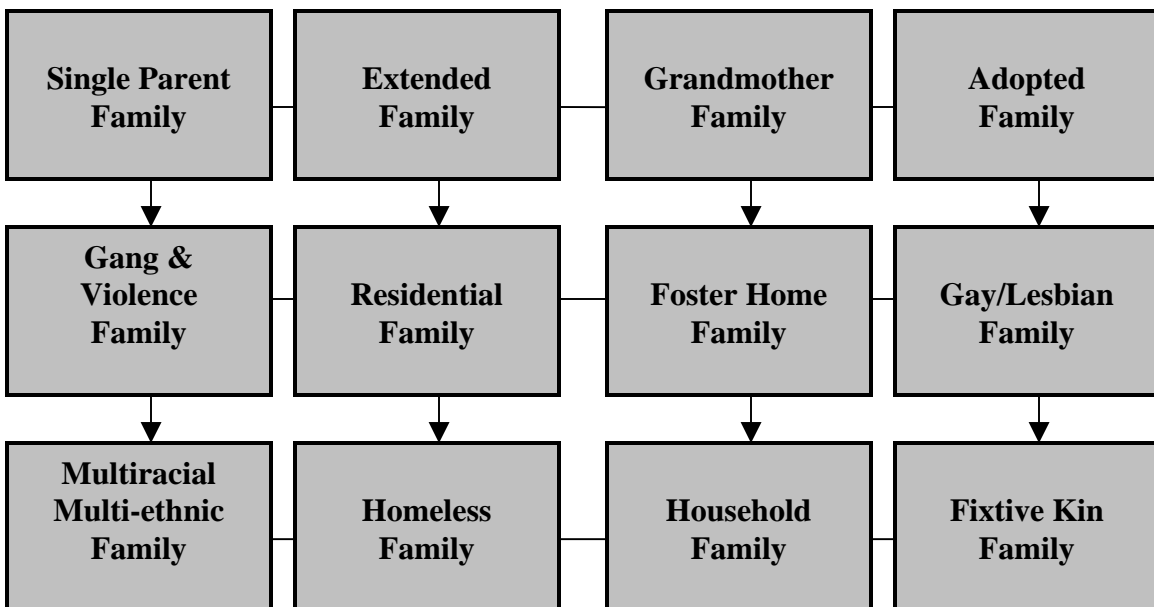 Single Parent
Family
Extended
Family
Grandmother
Family
Adopted
Family
Gang &
Violence
Family
Residential
Family
Foster Home
Family
Gay/Lesbian
Family
Multiracial
Multi-ethnic
Family
Homeless
Family
Household
Family
Fixtive Kin
Family